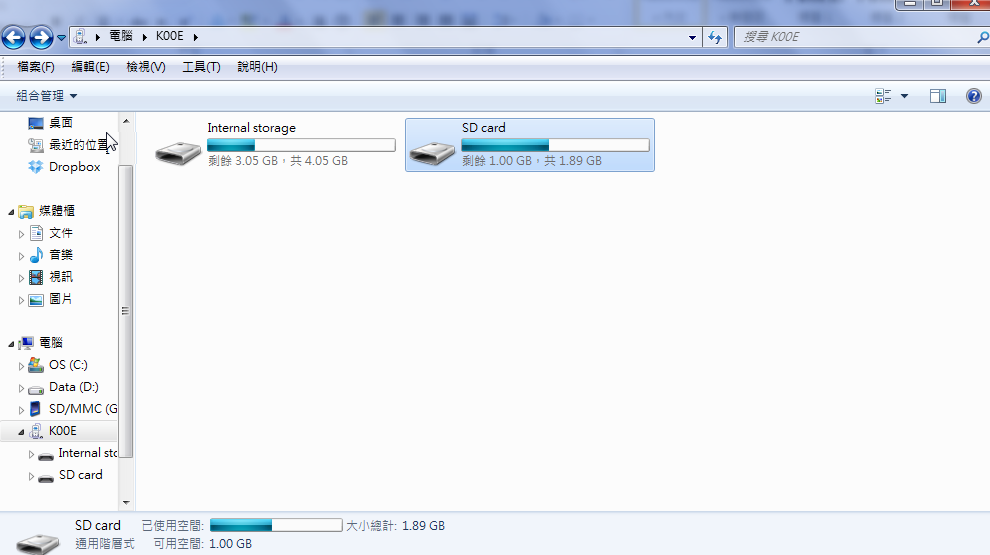 電腦 K00E
搜尋 K00E
檔案(F) 編輯(E) 檢視(V) 工具(T) 說明(H)
組合管理
桌面
最近的位置
Dropbox
媒體櫃
文件
音樂
視訊
圖片
電腦
OS (C:)
Data (D:)
SD/MMC (G
K00E
Internal sto
SD card
Internal storage
剩餘 3.05 GB，共 4.05 GB
SD card
剩餘 1.00 GB，共 1.89 GB
SD card 已使用空間: 大小總計: 1.89 GB
通用階層式 可用空間: 1.00 GB